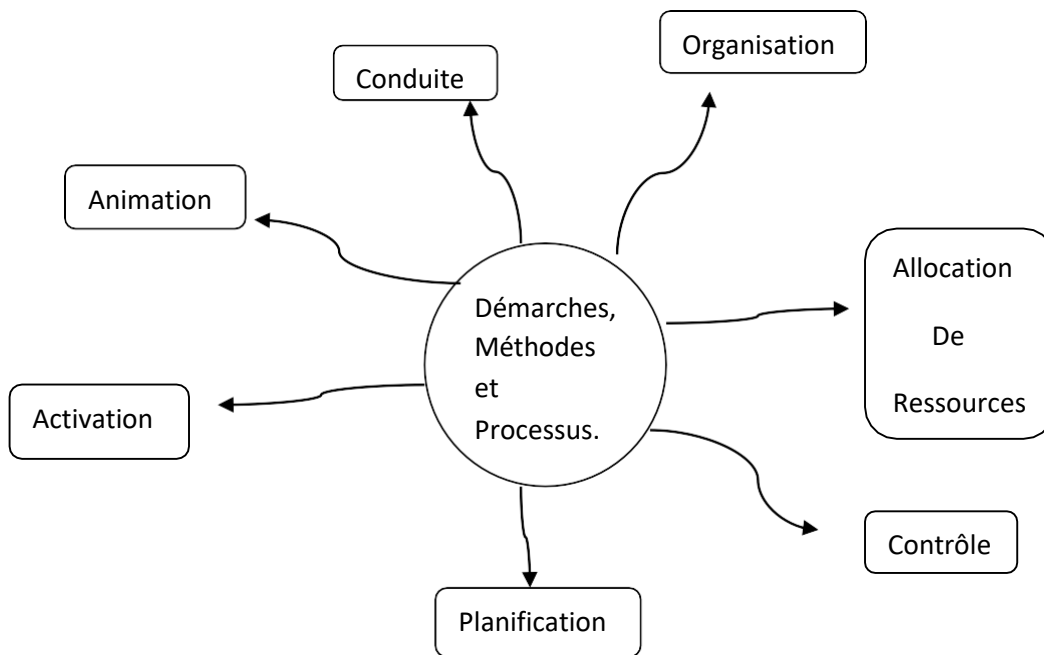 Organisation
Conduite
Animation
Allocation
De
Ressources
Démarches,
Méthodes
et
Processus.
Activation
Contrôle
Planification